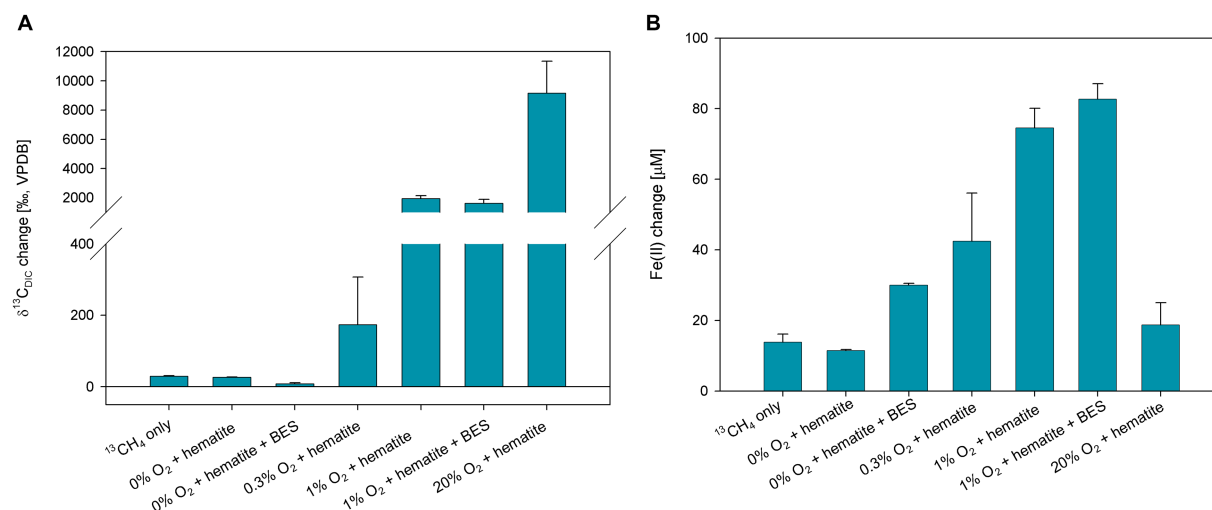 A
δ¹³C_DIC change [‰, VPDB]
12000
10000
8000
6000
4000
2000
400
200
0
¹³CH₄ only
0% O₂ + hematite
0% O₂ + hematite + BES
0.3% O₂ + hematite
1% O₂ + hematite
1% O₂ + hematite + BES
20% O₂ + hematite
B
Fe(II) change [μM]
100
80
60
40
20
0
¹³CH₄ only
0% O₂ + hematite
0% O₂ + hematite + BES
0.3% O₂ + hematite
1% O₂ + hematite
1% O₂ + hematite + BES
20% O₂ + hematite